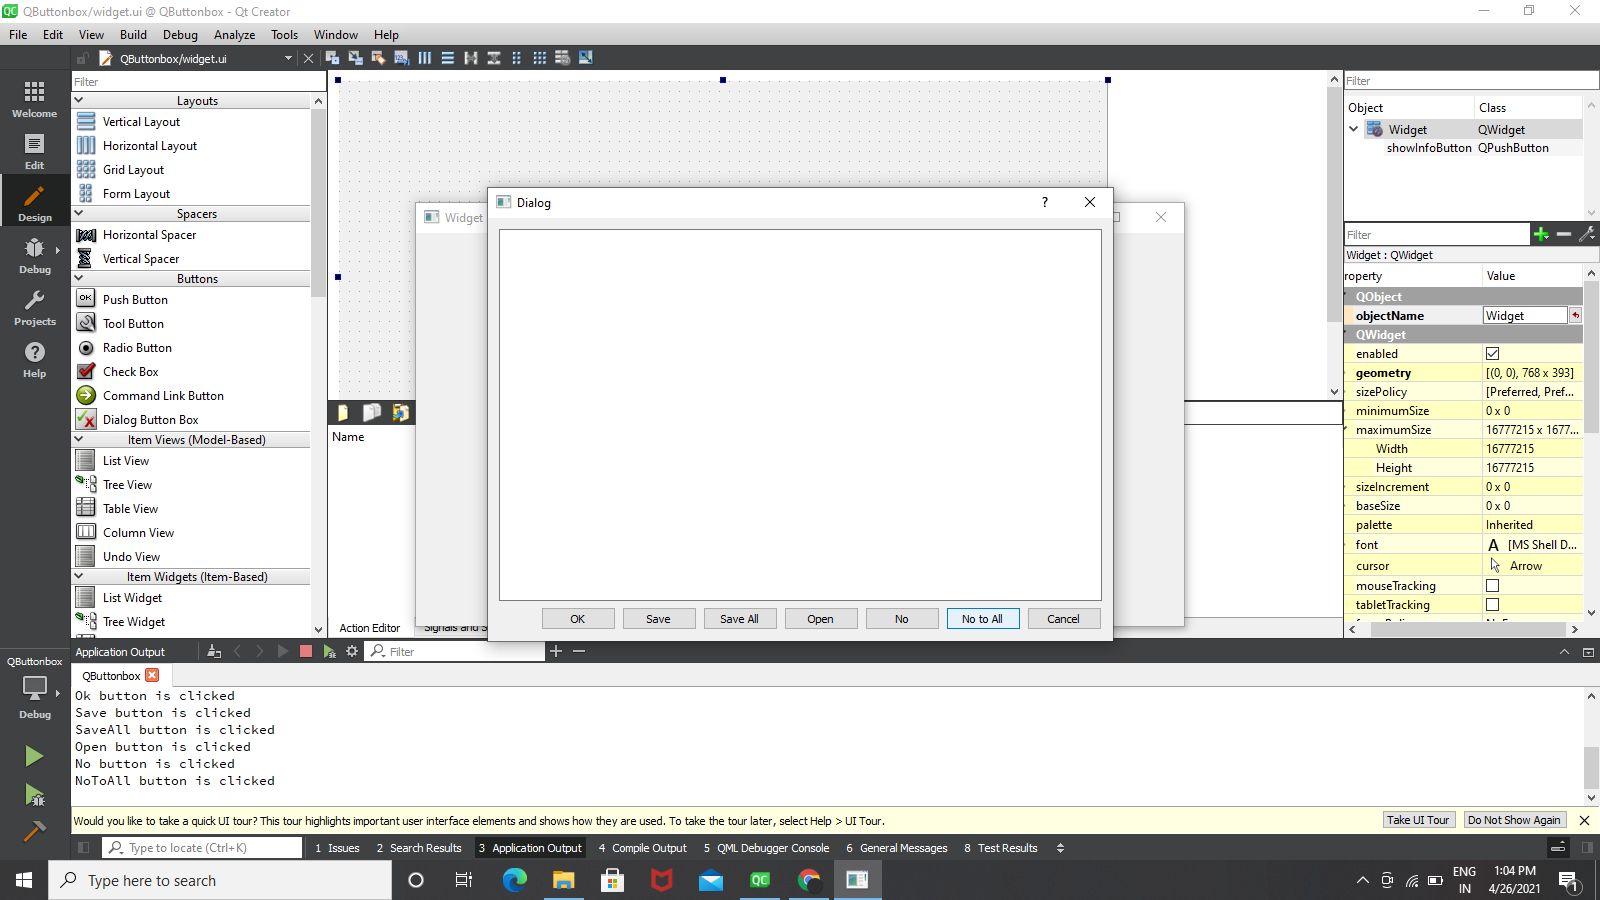 QButtonbox/widget.ui @ QButtonbox - Qt Creator
File Edit View Build Debug Analyze Tools Window Help
QButtonbox/widget.ui
Welcome
Edit
Design
Debug
Projects
Help
Filter
Layouts
Vertical Layout
Horizontal Layout
Grid Layout
Form Layout
Spacers
Horizontal Spacer
Vertical Spacer
Buttons
OK Push Button
Tool Button
Radio Button
Check Box
Command Link Button
Dialog Button Box
Item Views (Model-Based)
List View
Tree View
Table View
Column View
Undo View
Item Widgets (Item-Based)
List Widget
Tree Widget
Widget
Dialog ?
OK Save Save All Open No No to All Cancel
Name
Action Editor
Signals and S
Filter
Object Class
Widget QWidget
showInfoButton QPushButton
Filter
Widget : QWidget
roperty Value
QObject
objectName Widget
QWidget
enabled
geometry [(0, 0), 768 x 393]
sizePolicy [Preferred, Pref...
minimumSize 0 x 0
maximumSize 16777215 x 1677...
Width 16777215
Height 16777215
sizeIncrement 0 x 0
baseSize 0 x 0
palette Inherited
font A [MS Shell D...
cursor Arrow
mouseTracking
tabletTracking
QButtonbox
Debug
Application Output Filter
QButtonbox
Ok button is clicked
Save button is clicked
SaveAll button is clicked
Open button is clicked
No button is clicked
NoToAll button is clicked
Would you like to take a quick UI tour? This tour highlights important user interface elements and shows how they are used. To take the tour later, select Help > UI Tour. Take UI Tour Do Not Show Again
Type to locate (Ctrl+K) 1 Issues 2 Search Results 3 Application Output 4 Compile Output 5 QML Debugger Console 6 General Messages 8 Test Results
Type here to search
QC
ENG
IN
1:04 PM
4/26/2021
1